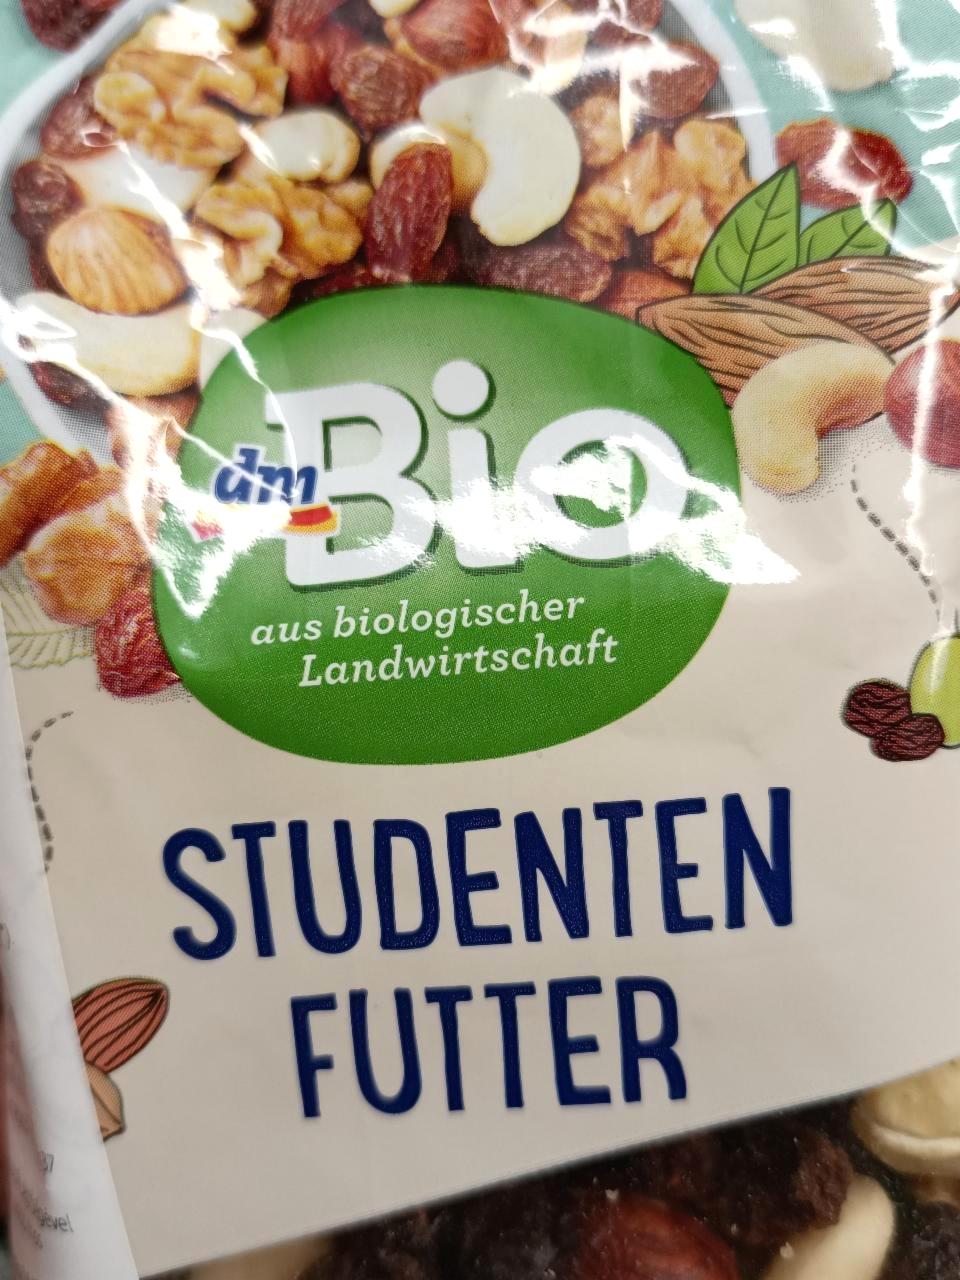 dm
Bio
aus biologischer
Landwirtschaft
STUDENTEN
FUTTER